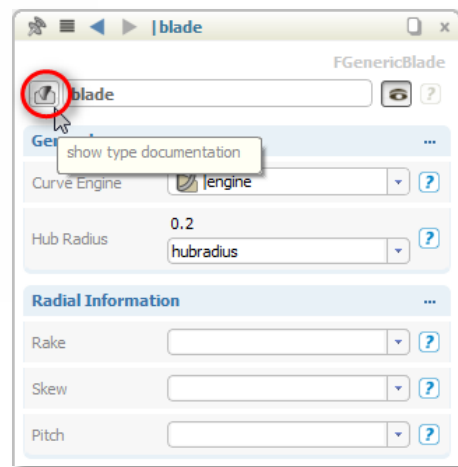 |blade
FGenericBlade
blade
?
General
...
show type documentation
Curve Engine
|engine
?
Hub Radius
0.2
hubradius
?
Radial Information
...
Rake
?
Skew
?
Pitch
?